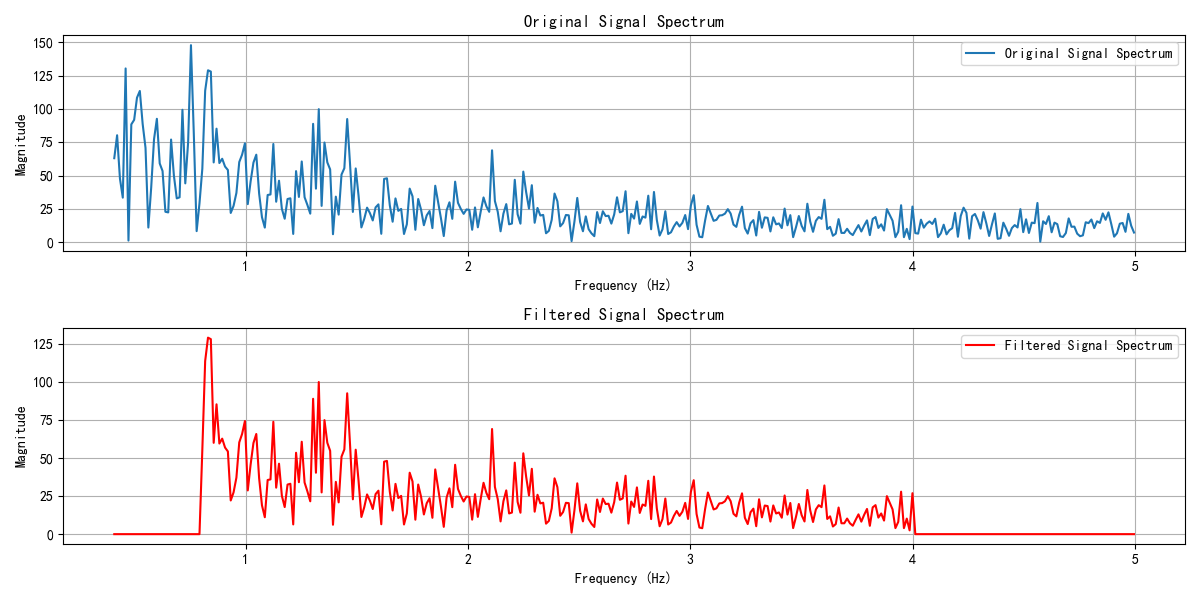 Original Signal Spectrum
150
125
100
75
50
25
0
Magnitude
Original Signal Spectrum
1
2
3
4
5
Frequency (Hz)
Filtered Signal Spectrum
125
100
75
50
25
0
Magnitude
Filtered Signal Spectrum
1
2
3
4
5
Frequency (Hz)